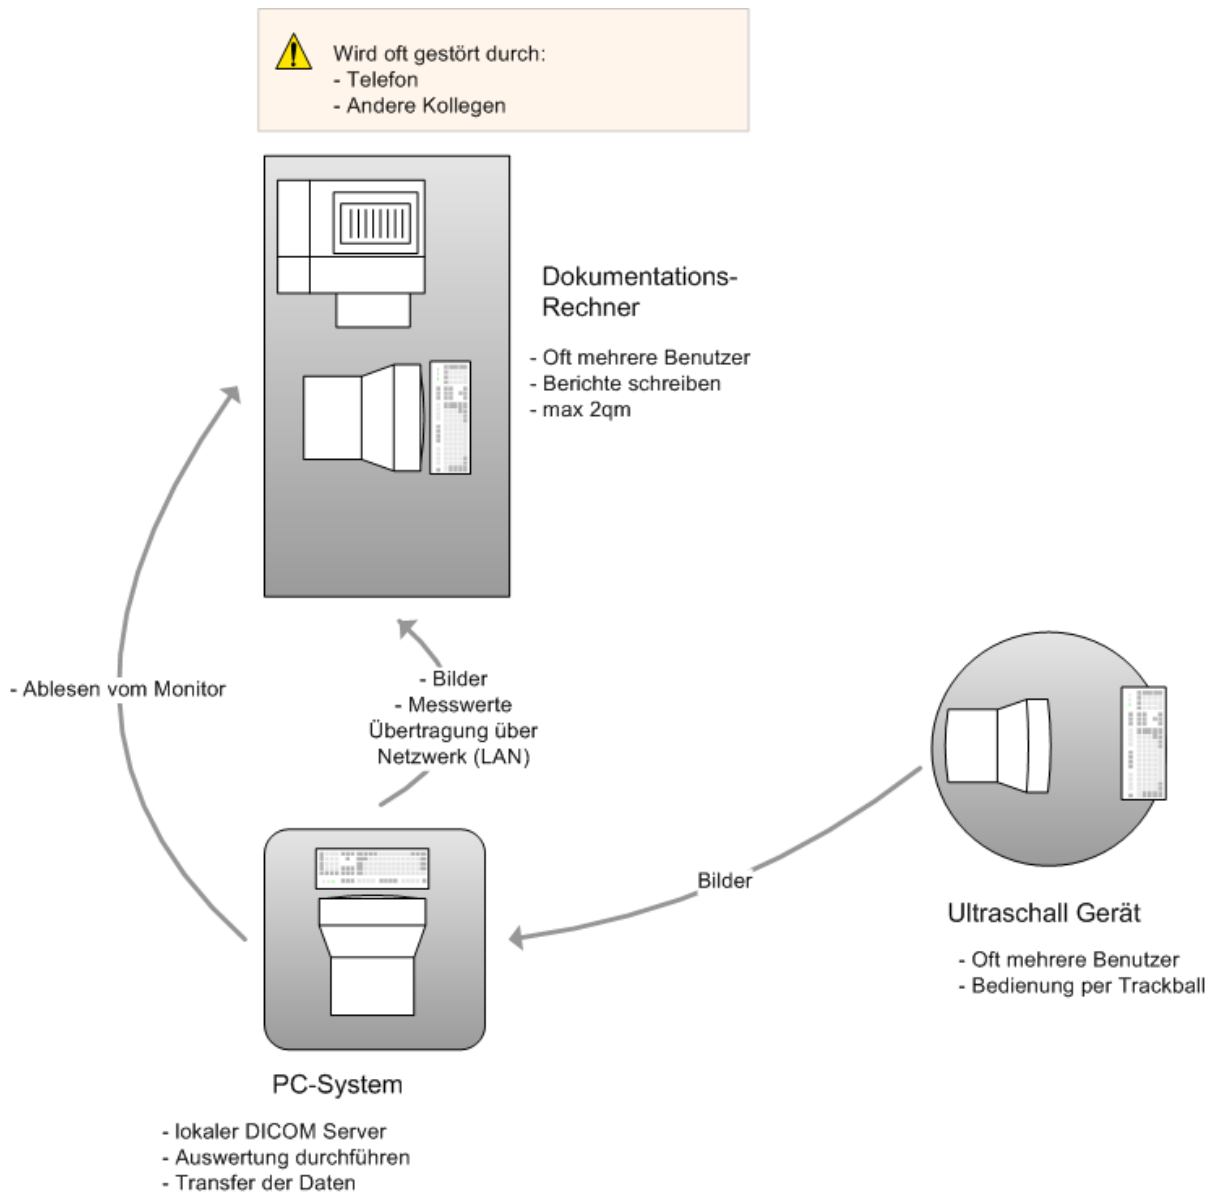 Wird oft gestört durch:
- Telefon
- Andere Kollegen
Dokumentations-
Rechner
- Oft mehrere Benutzer
- Berichte schreiben
- max 2qm
- Ablesen vom Monitor
- Bilder
- Messwerte
Übertragung über
Netzwerk (LAN)
Bilder
Ultraschall Gerät
- Oft mehrere Benutzer
- Bedienung per Trackball
PC-System
- lokaler DICOM Server
- Auswertung durchführen
- Transfer der Daten